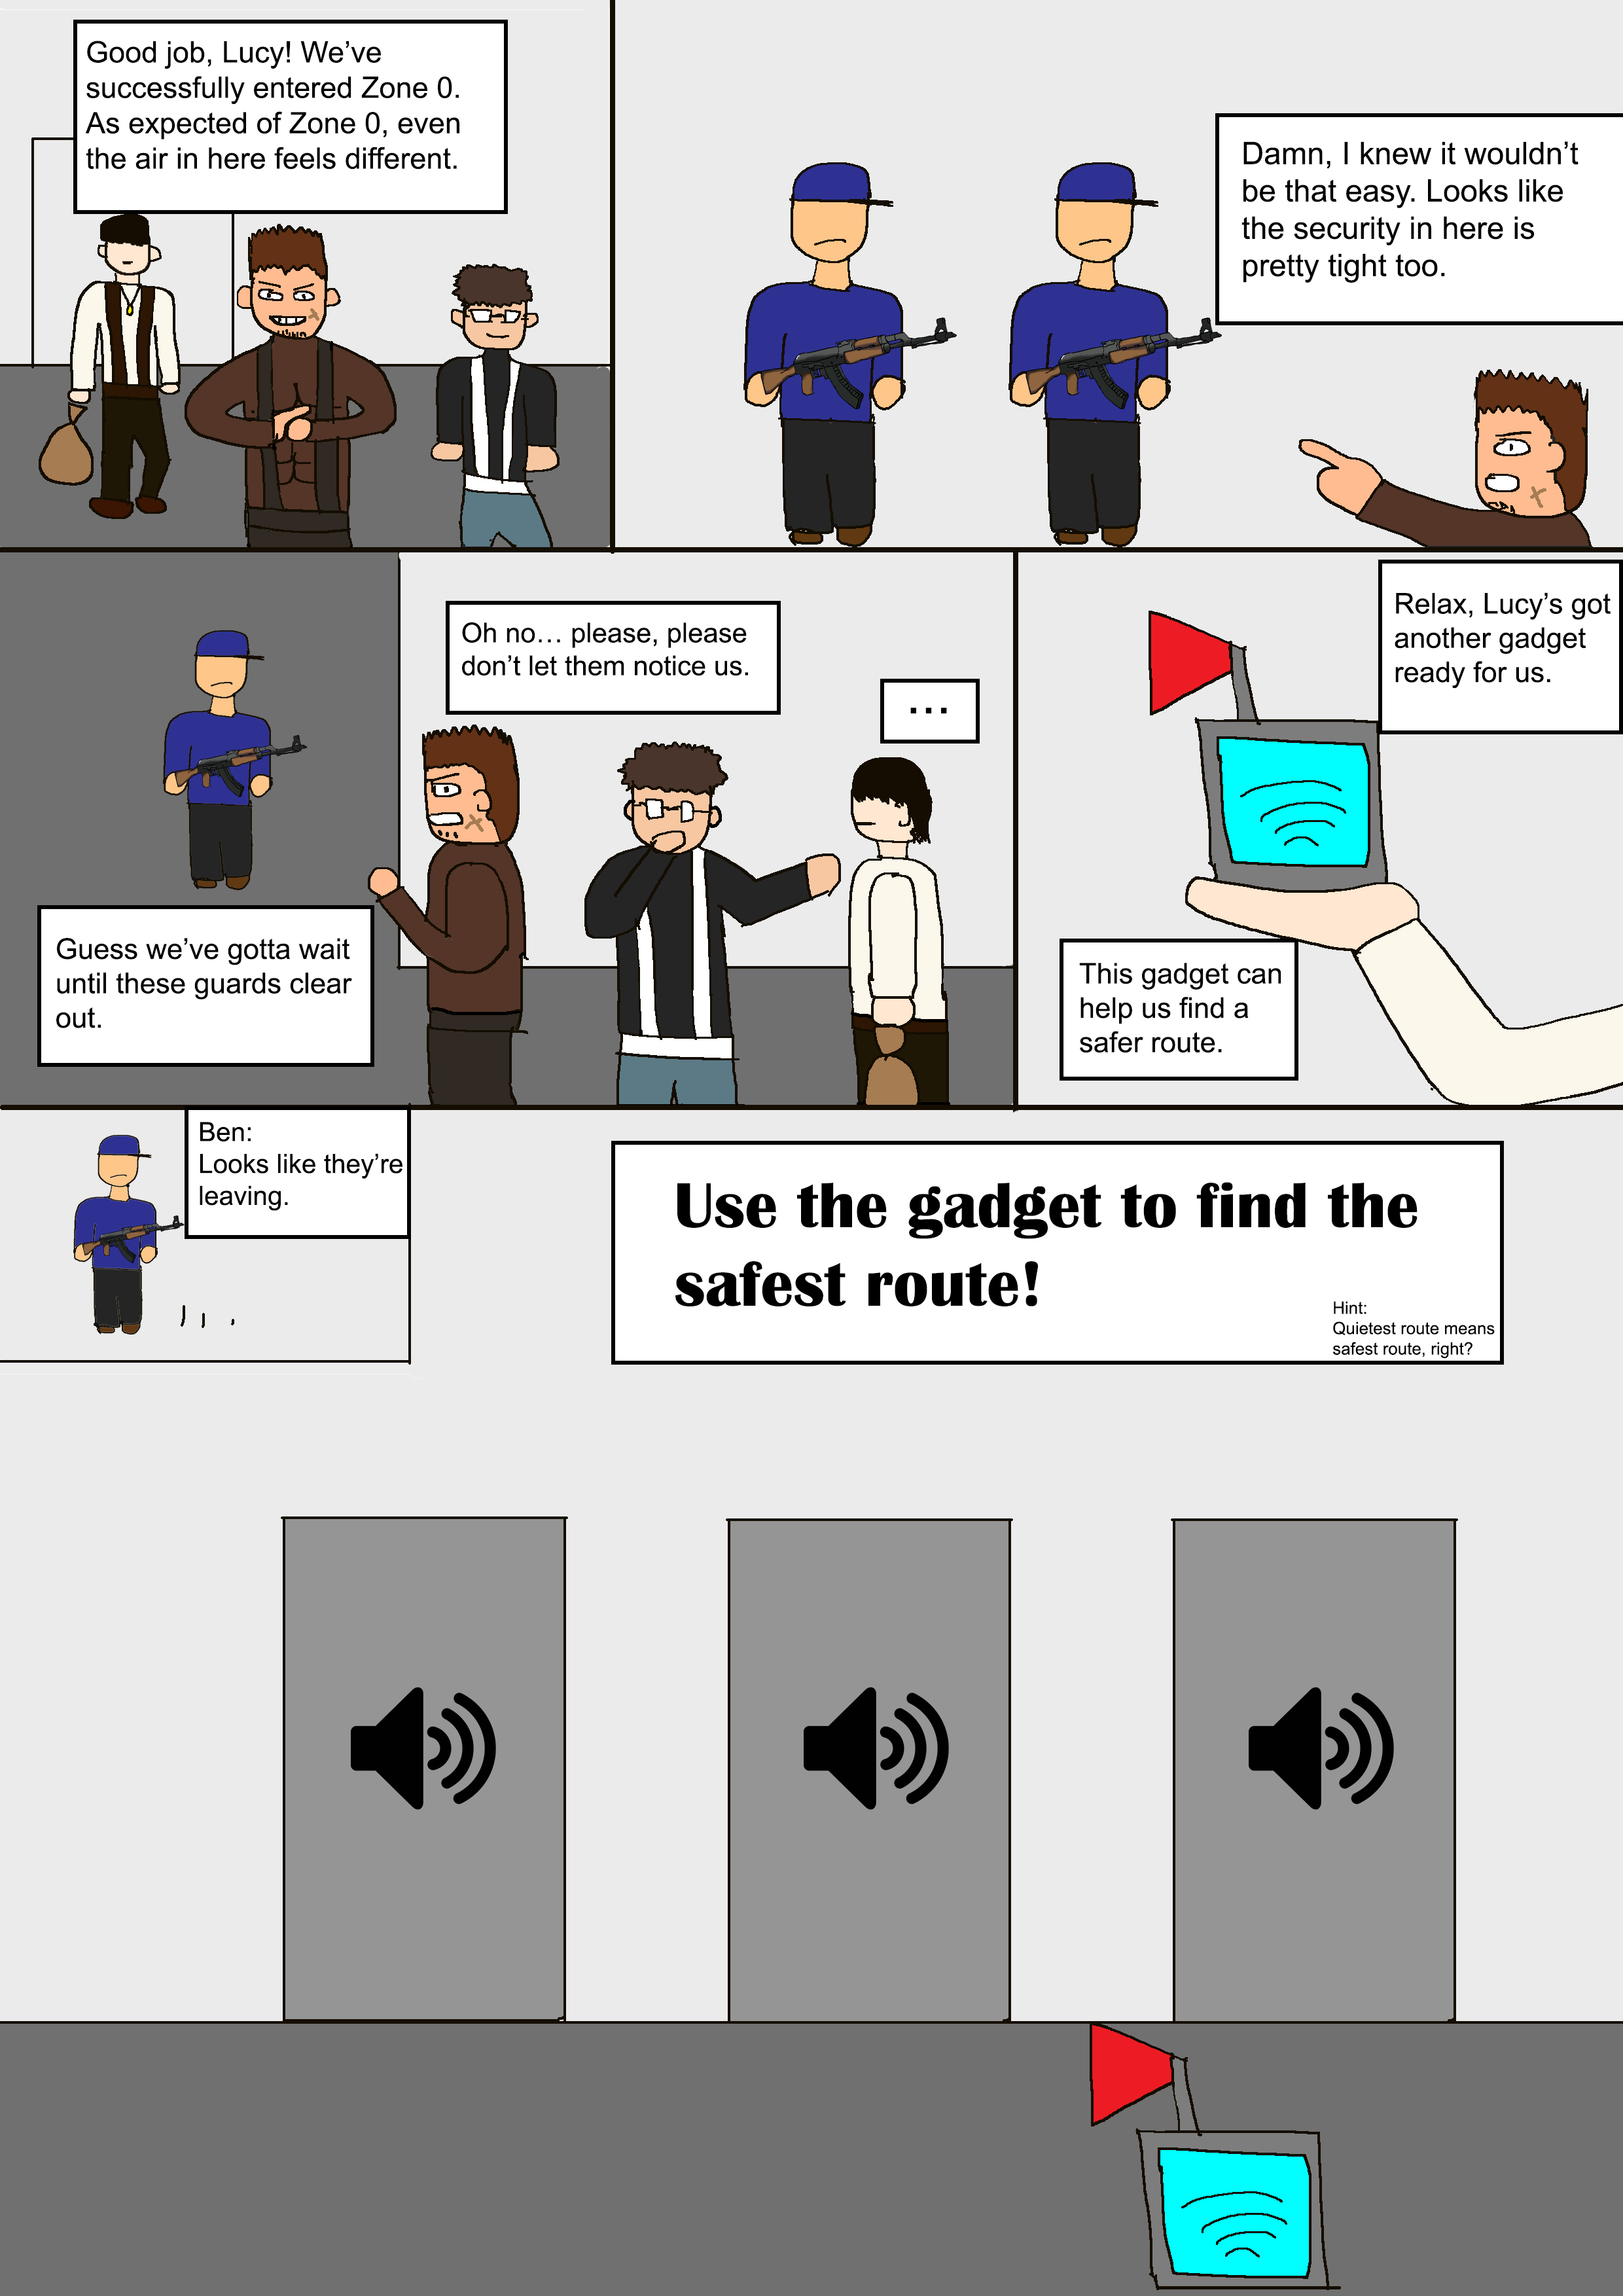 Good job, Lucy! We’ve
successfully entered Zone 0.
As expected of Zone 0, even
the air in here feels different.
Damn, I knew it wouldn’t
be that easy. Looks like
the security in here is
pretty tight too.
Oh no… please, please
don’t let them notice us.
...
Guess we’ve gotta wait
until these guards clear
out.
Relax, Lucy’s got
another gadget
ready for us.
This gadget can
help us find a
safer route.
Ben:
Looks like they’re
leaving.
Use the gadget to find the
safest route!
Hint:
Quietest route means
safest route, right?